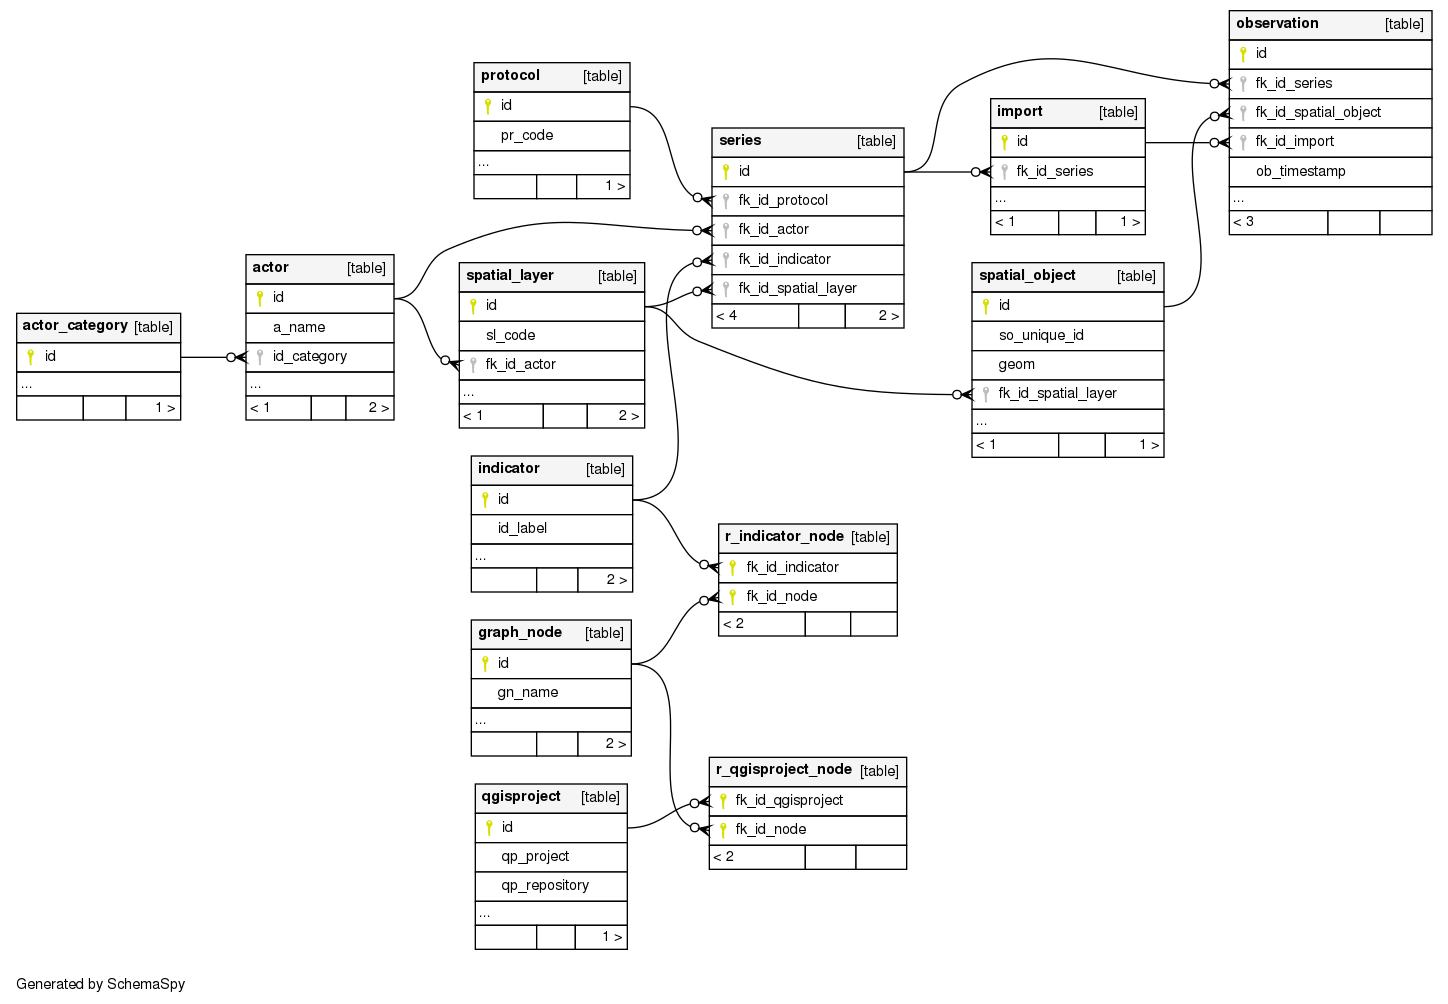 observation [table]
id
fk_id_series
fk_id_spatial_object
fk_id_import
ob_timestamp
...
< 3
protocol [table]
id
pr_code
...
1 >
import [table]
id
fk_id_series
...
< 1 1 >
series [table]
id
fk_id_protocol
fk_id_actor
fk_id_indicator
fk_id_spatial_layer
< 4 2 >
actor [table]
id
a_name
id_category
...
< 1 2 >
spatial_layer [table]
id
sl_code
fk_id_actor
...
< 1 2 >
spatial_object [table]
id
so_unique_id
geom
fk_id_spatial_layer
...
< 1 1 >
actor_category [table]
id
...
1 >
indicator [table]
id
id_label
...
2 >
r_indicator_node [table]
fk_id_indicator
fk_id_node
< 2
graph_node [table]
id
gn_name
...
2 >
r_qgisproject_node [table]
fk_id_qgisproject
fk_id_node
< 2
qgisproject [table]
id
qp_project
qp_repository
...
1 >
Generated by SchemaSpy